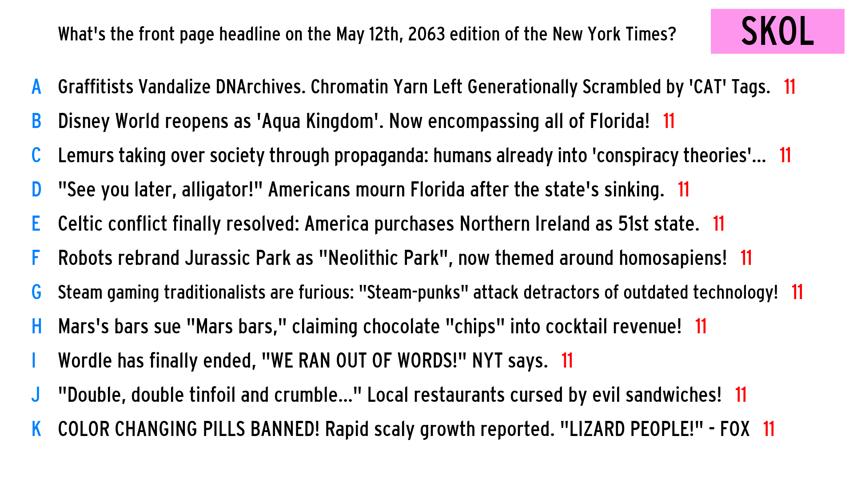 What's the front page headline on the May 12th, 2063 edition of the New York Times?
SKOL
A Graffitists Vandalize DNArchives. Chromatin Yarn Left Generationally Scrambled by 'CAT' Tags. 11
B Disney World reopens as 'Aqua Kingdom'. Now encompassing all of Florida! 11
C Lemurs taking over society through propaganda: humans already into 'conspiracy theories'... 11
D "See you later, alligator!" Americans mourn Florida after the state's sinking. 11
E Celtic conflict finally resolved: America purchases Northern Ireland as 51st state. 11
F Robots rebrand Jurassic Park as "Neolithic Park", now themed around homosapiens! 11
G Steam gaming traditionalists are furious: "Steam-punks" attack detractors of outdated technology! 11
H Mars's bars sue "Mars bars," claiming chocolate "chips" into cocktail revenue! 11
I Wordle has finally ended, "WE RAN OUT OF WORDS!" NYT says. 11
J "Double, double tinfoil and crumble..." Local restaurants cursed by evil sandwiches! 11
K COLOR CHANGING PILLS BANNED! Rapid scaly growth reported. "LIZARD PEOPLE!" - FOX 11